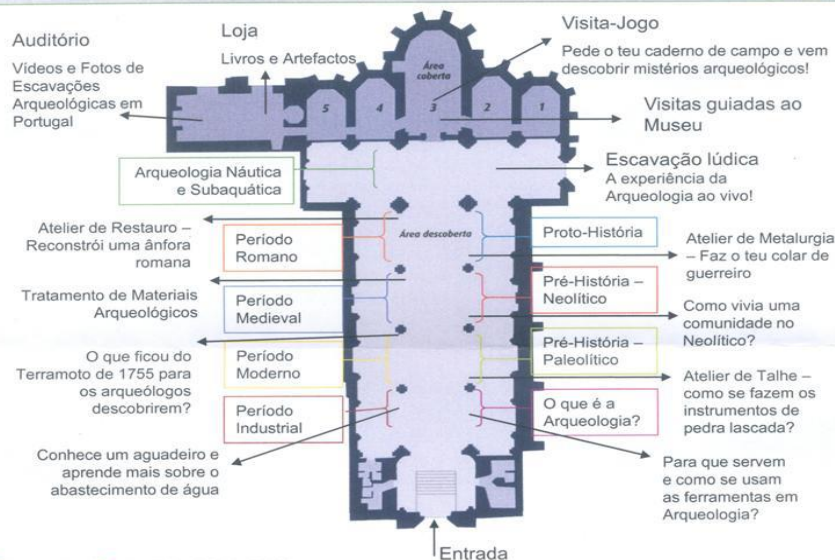 Auditório
Vídeos e Fotos de
Escavações
Arqueológicas em
Portugal
Loja
Livros e Artefactos
Visita-Jogo
Pede o teu caderno de campo e vem
descobrir mistérios arqueológicos!
Área
coberta
5
4
3
2
1
Visitas guiadas ao
Museu
Arqueologia Náutica
e Subaquática
Escavação lúdica
A experiência da
Arqueologia ao vivo!
Atelier de Restauro –
Reconstrói uma ânfora
romana
Período
Romano
Área descoberta
Proto-História
Atelier de Metalurgia
– Faz o teu colar de
guerreiro
Tratamento de Materiais
Arqueológicos
Período
Medieval
Pré-História –
Neolítico
Como vivia uma
comunidade no
Neolítico?
O que ficou do
Terramoto de 1755 para
os arqueólogos
descobrirem?
Período
Moderno
Pré-História –
Paleolítico
Atelier de Talhe –
como se fazem os
instrumentos de
pedra lascada?
Período
Industrial
O que é a
Arqueologia?
Conhece um aguadeiro e
aprende mais sobre o
abastecimento de água
Para que servem
e como se usam
as ferramentas em
Arqueologia?
Entrada